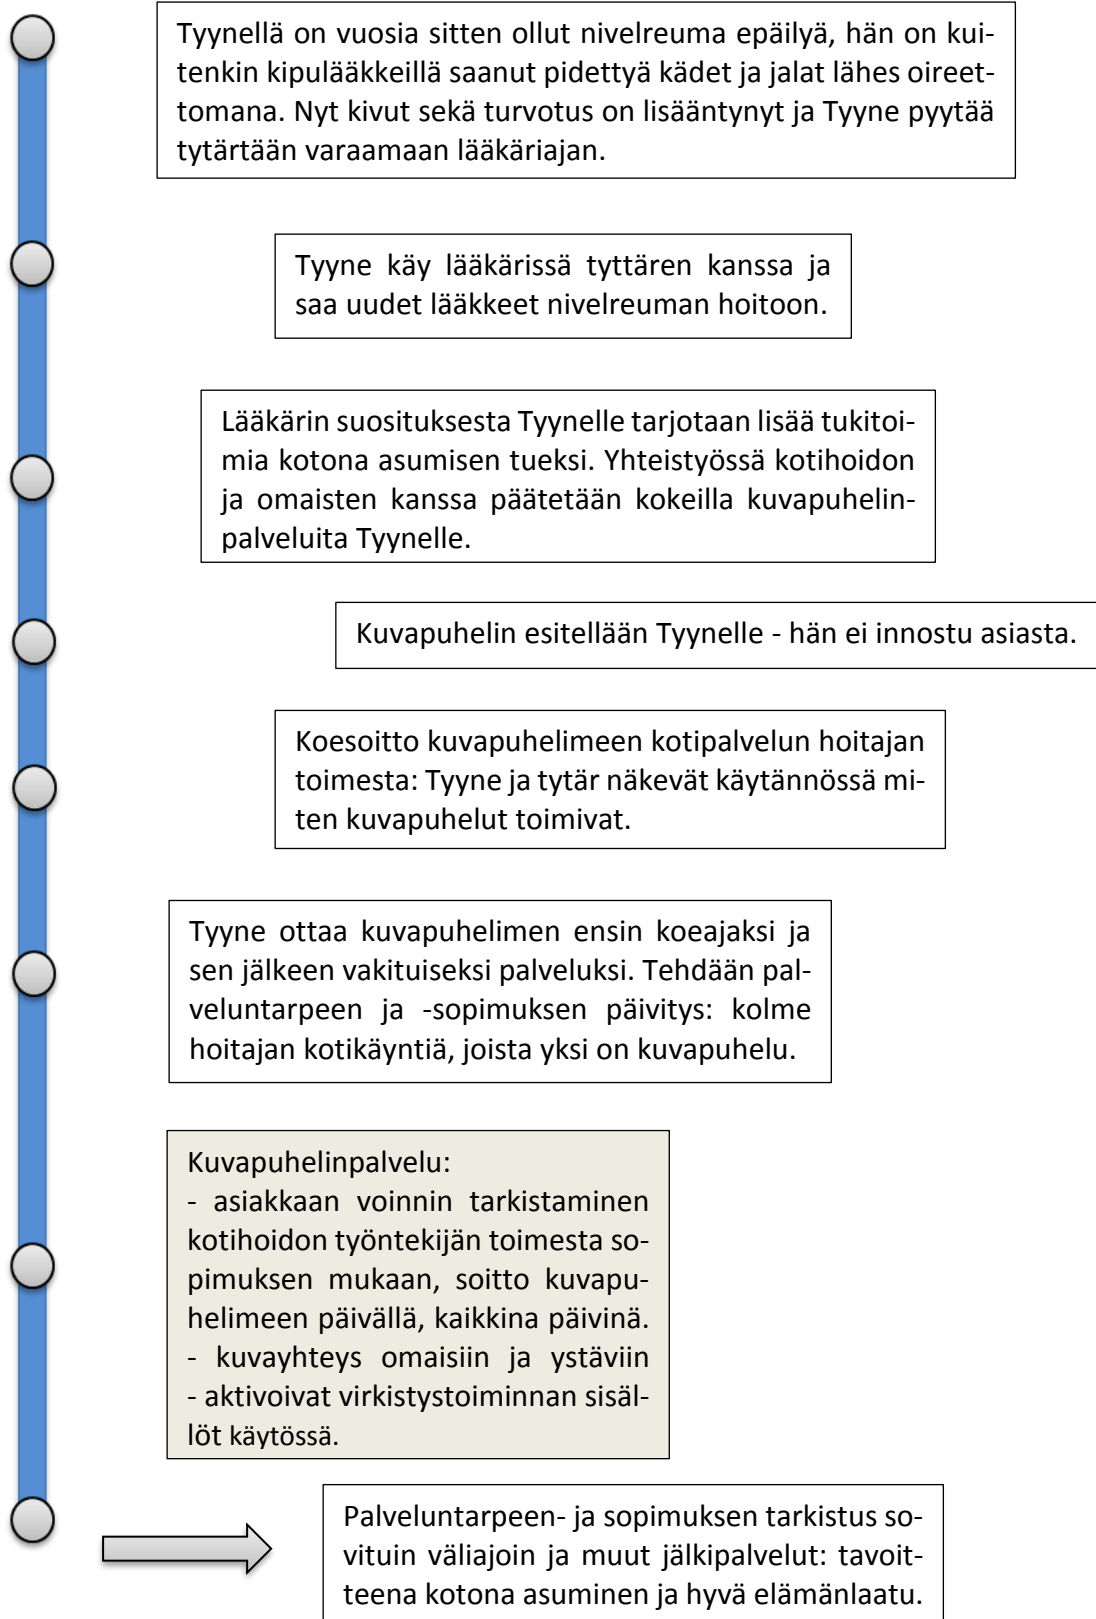 Tyynellä on vuosia sitten ollut nivelreuma epäilyä, hän on kui-
tenkin kipulääkkeillä saanut pidettyä kädet ja jalat lähes oireet-
tomana. Nyt kivut sekä turvotus on lisääntynyt ja Tyyne pyytää
tytärtään varaamaan lääkäriajan.
Tyyne käy lääkärissä tyttären kanssa ja
saa uudet lääkkeet nivelreuman hoitoon.
Lääkärin suosituksesta Tyynelle tarjotaan lisää tukitoi-
mia kotona asumisen tueksi. Yhteistyössä kotihoidon
ja omaisten kanssa päätetään kokeilla kuvapuhelin-
palveluita Tyynelle.
Kuvapuhelin esitellään Tyynelle - hän ei innostu asiasta.
Koesoitto kuvapuhelimeen kotipalvelun hoitajan
toimesta: Tyyne ja tytär näkevät käytännössä mi-
ten kuvapuhelut toimivat.
Tyyne ottaa kuvapuhelimen ensin koeajaksi ja
sen jälkeen vakituiseksi palveluksi. Tehdään pal-
veluntarpeen ja -sopimuksen päivitys: kolme
hoitajan kotikäyntiä, joista yksi on kuvapuhelu.
Kuvapuhelinpalvelu:
- asiakkaan voinnin tarkistaminen
kotihoidon työntekijän toimesta so-
pimuksen mukaan, soitto kuvapu-
helimeen päivällä, kaikkina päivinä.
- kuvayhteys omaisiin ja ystäviin
- aktivoivat virkistystoiminnan sisäl-
löt käytössä.
Palveluntarpeen- ja sopimuksen tarkistus so-
vituin väliajoin ja muut jälkipalvelut: tavoit-
teena kotona asuminen ja hyvä elämänlaatu.